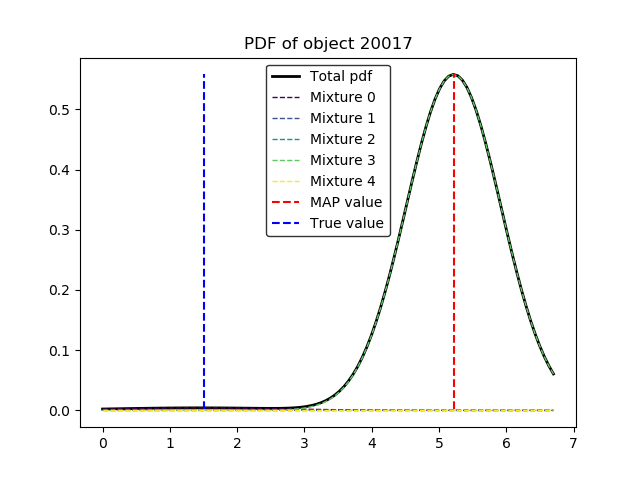 PDF of object 20017
Total pdf
Mixture 0
Mixture 1
Mixture 2
Mixture 3
Mixture 4
MAP value
True value
0.5
0.4
0.3
0.2
0.1
0.0
0 1 2 3 4 5 6 7